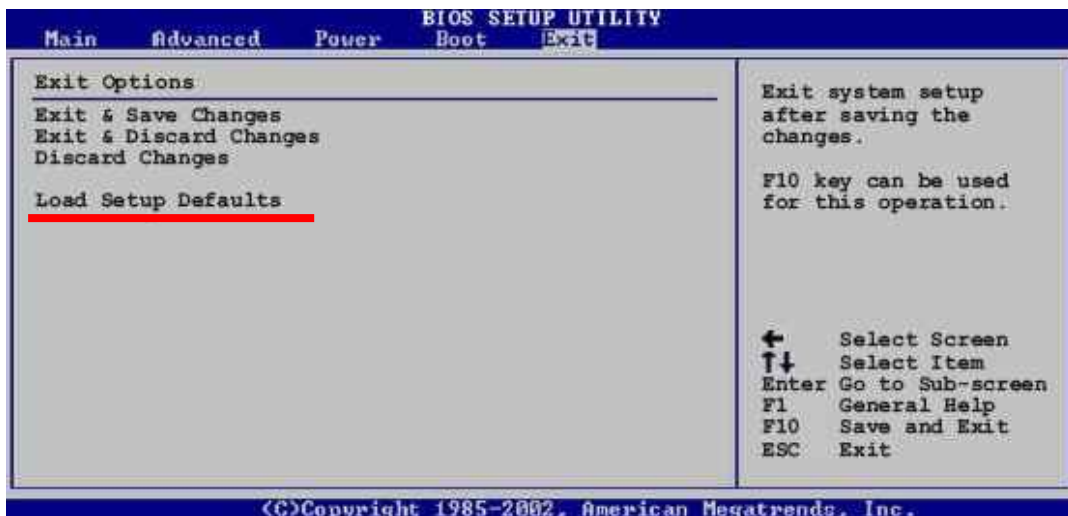 BIOS SETUP UTILITY
Main Advanced Power Boot Exit
Exit Options
Exit & Save Changes
Exit & Discard Changes
Discard Changes
Load Setup Defaults
Exit system setup
after saving the
changes.
F10 key can be used
for this operation.
← Select Screen
↑↓ Select Item
Enter Go to Sub-screen
F1 General Help
F10 Save and Exit
ESC Exit
(C)Copyright 1985-2002, American Megatrends, Inc.